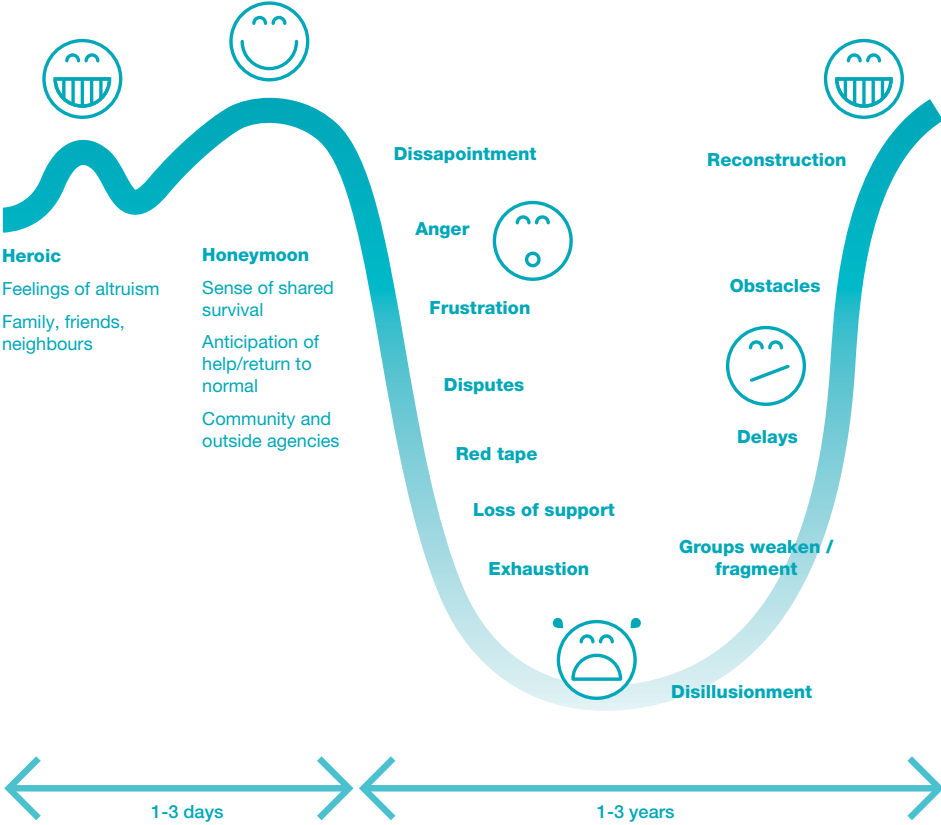 Heroic
Feelings of altruism
Family, friends,
neighbours
Honeymoon
Sense of shared
survival
Anticipation of
help/return to
normal
Community and
outside agencies
Dissapointment
Anger
Frustration
Disputes
Red tape
Loss of support
Exhaustion
Disillusionment
Groups weaken /
fragment
Delays
Obstacles
Reconstruction
1-3 days
1-3 years